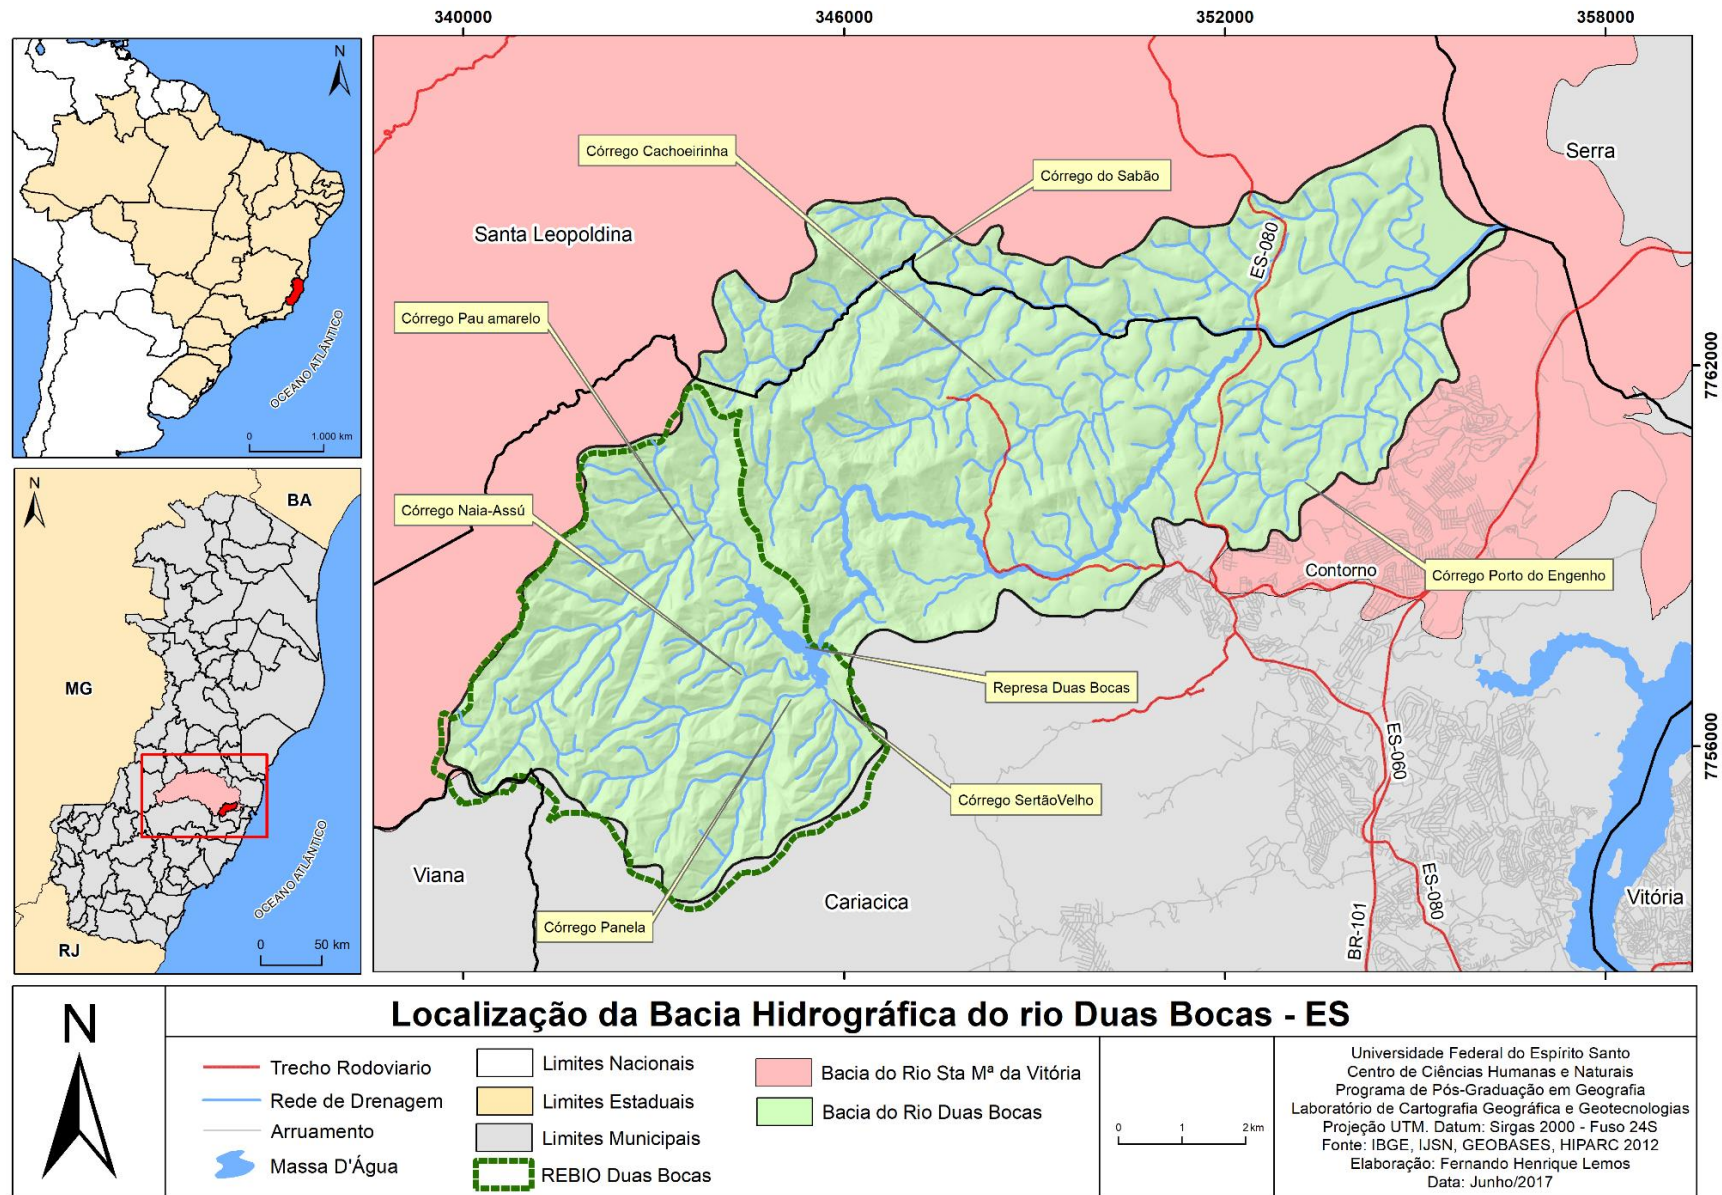 340000
346000
352000
358000
N
OCEANO ATLÂNTICO
0
1.000 km
N
BA
MG
RJ
OCEANO ATLÂNTICO
0
50 km
Córrego Cachoeirinha
Córrego do Sabão
Serra
Santa Leopoldina
ES-080
Córrego Pau amarelo
7762000
Córrego Naia-Assú
Contorno
Córrego Porto do Engenho
Represa Duas Bocas
7756000
ES-060
Córrego SertãoVelho
Viana
Cariacica
ES-080
Vitória
Córrego Panela
BR-101
N
Localização da Bacia Hidrográfica do rio Duas Bocas - ES
Trecho Rodoviario
Rede de Drenagem
Arruamento
Massa D'Água
Limites Nacionais
Limites Estaduais
Limites Municipais
REBIO Duas Bocas
Bacia do Rio Sta Mª da Vitória
Bacia do Rio Duas Bocas
0
1
2 km
Universidade Federal do Espírito Santo
Centro de Ciências Humanas e Naturais
Programa de Pós-Graduação em Geografia
Laboratório de Cartografia Geográfica e Geotecnologias
Projeção UTM. Datum: Sirgas 2000 - Fuso 24S
Fonte: IBGE, IJSN, GEOBASES, HIPARC 2012
Elaboração: Fernando Henrique Lemos
Data: Junho/2017